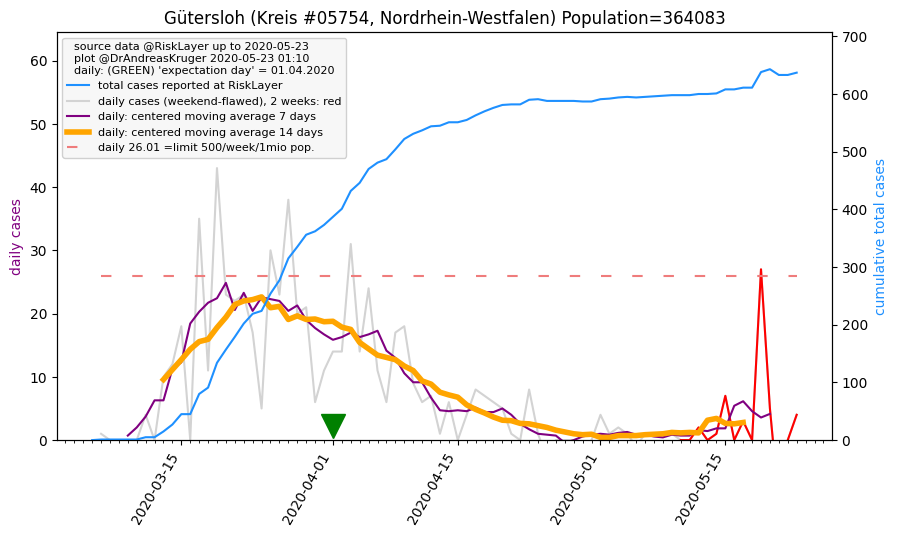 Gütersloh (Kreis #05754, Nordrhein-Westfalen) Population=364083
source data @RiskLayer up to 2020-05-23
plot @DrAndreasKruger 2020-05-23 01:10
daily: (GREEN) 'expectation day' = 01.04.2020
total cases reported at RiskLayer
daily cases (weekend-flawed), 2 weeks: red
daily: centered moving average 7 days
daily: centered moving average 14 days
daily 26.01 =limit 500/week/1mio pop.
daily cases
60
50
40
30
20
10
0
cumulative total cases
700
600
500
400
300
200
100
0
2020-03-15
2020-04-01
2020-04-15
2020-05-01
2020-05-15